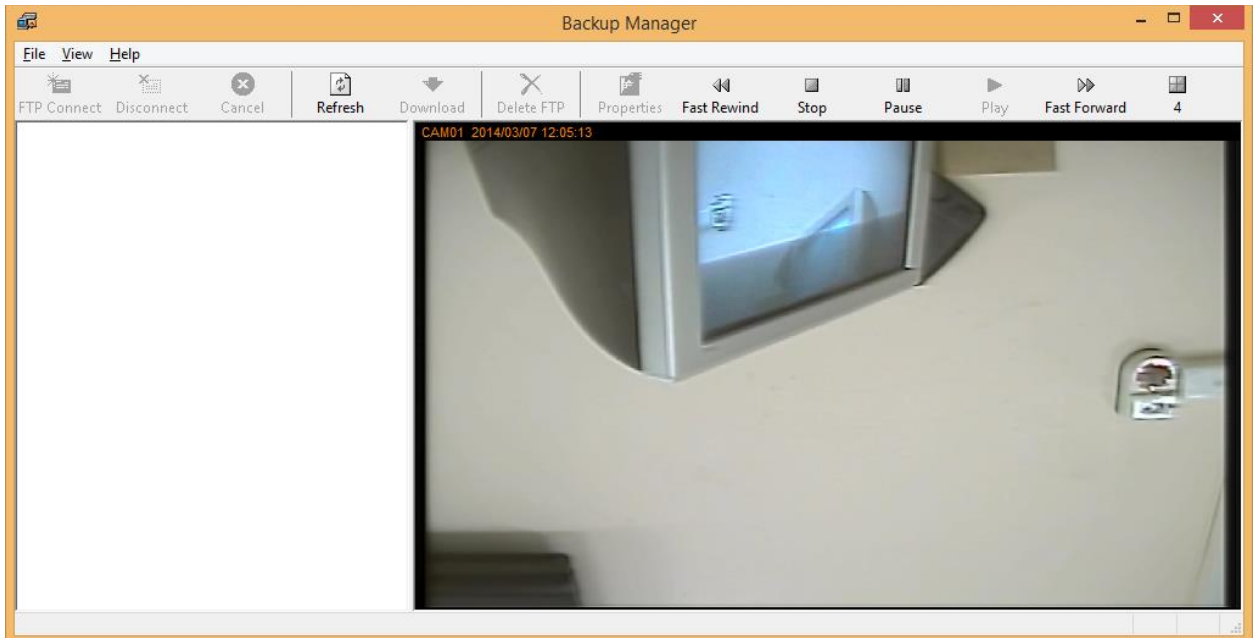 Backup Manager
File View Help
FTP Connect Disconnect Cancel Refresh Download Delete FTP Properties Fast Rewind Stop Pause Play Fast Forward 4
CAM01 2014/03/07 12:05:13